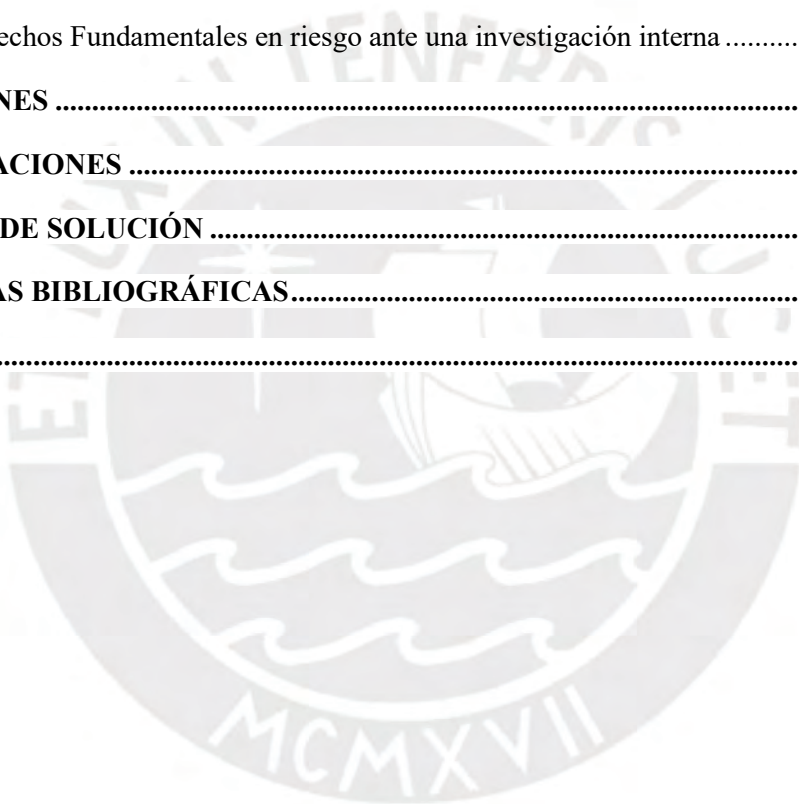 echos Fundamentales en riesgo ante una investigación interna ..........
NES ..........................................................................................
ACIONES ................................................................................
DE SOLUCIÓN ......................................................................
AS BIBLIOGRÁFICAS............................................................
..................................................................................................
MCMXVII